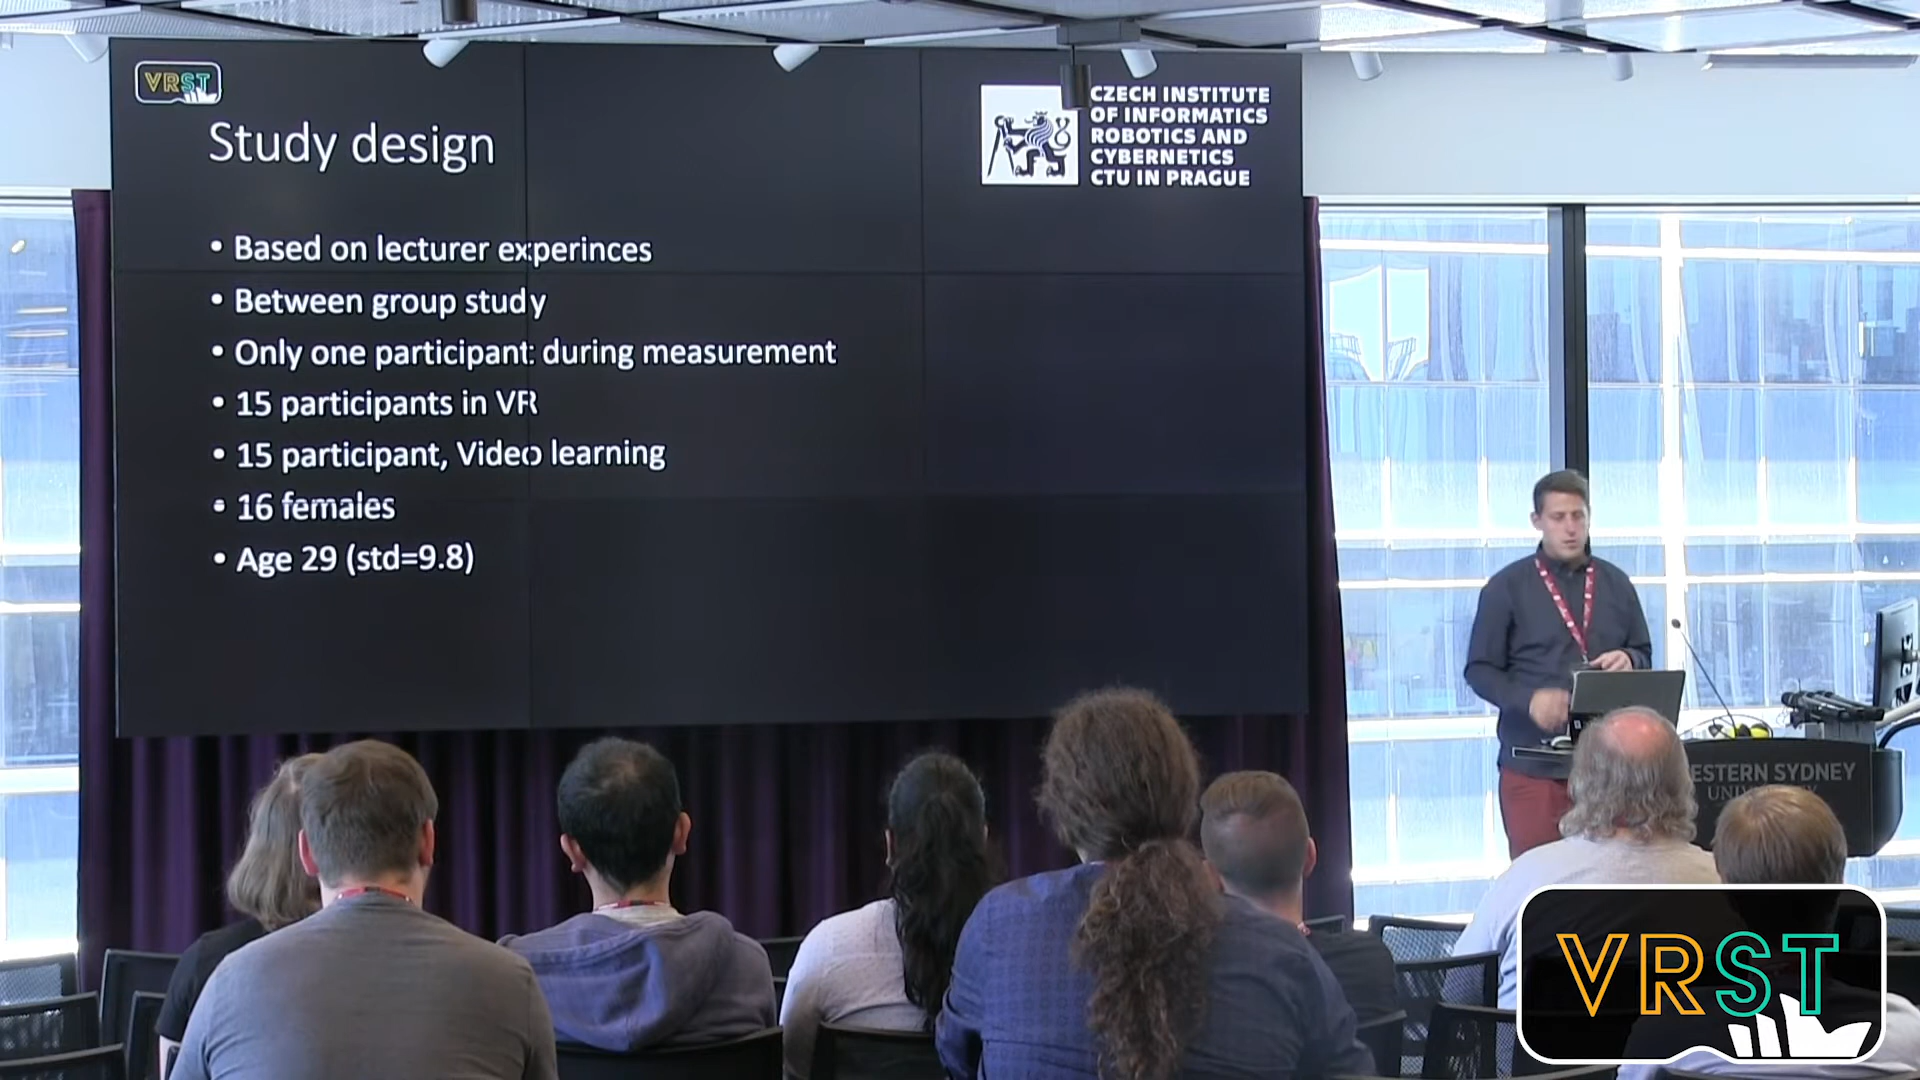 VRST
Study design
CZECH INSTITUTE
OF INFORMATICS
ROBOTICS AND
CYBERNETICS
CTU IN PRAGUE
• Based on lecturer experinces
• Between group study
• Only one participant during measurement
• 15 participants in VR
• 15 participant, Video learning
• 16 females
• Age 29 (std=9.8)
ESTERN SYDNEY
VRST